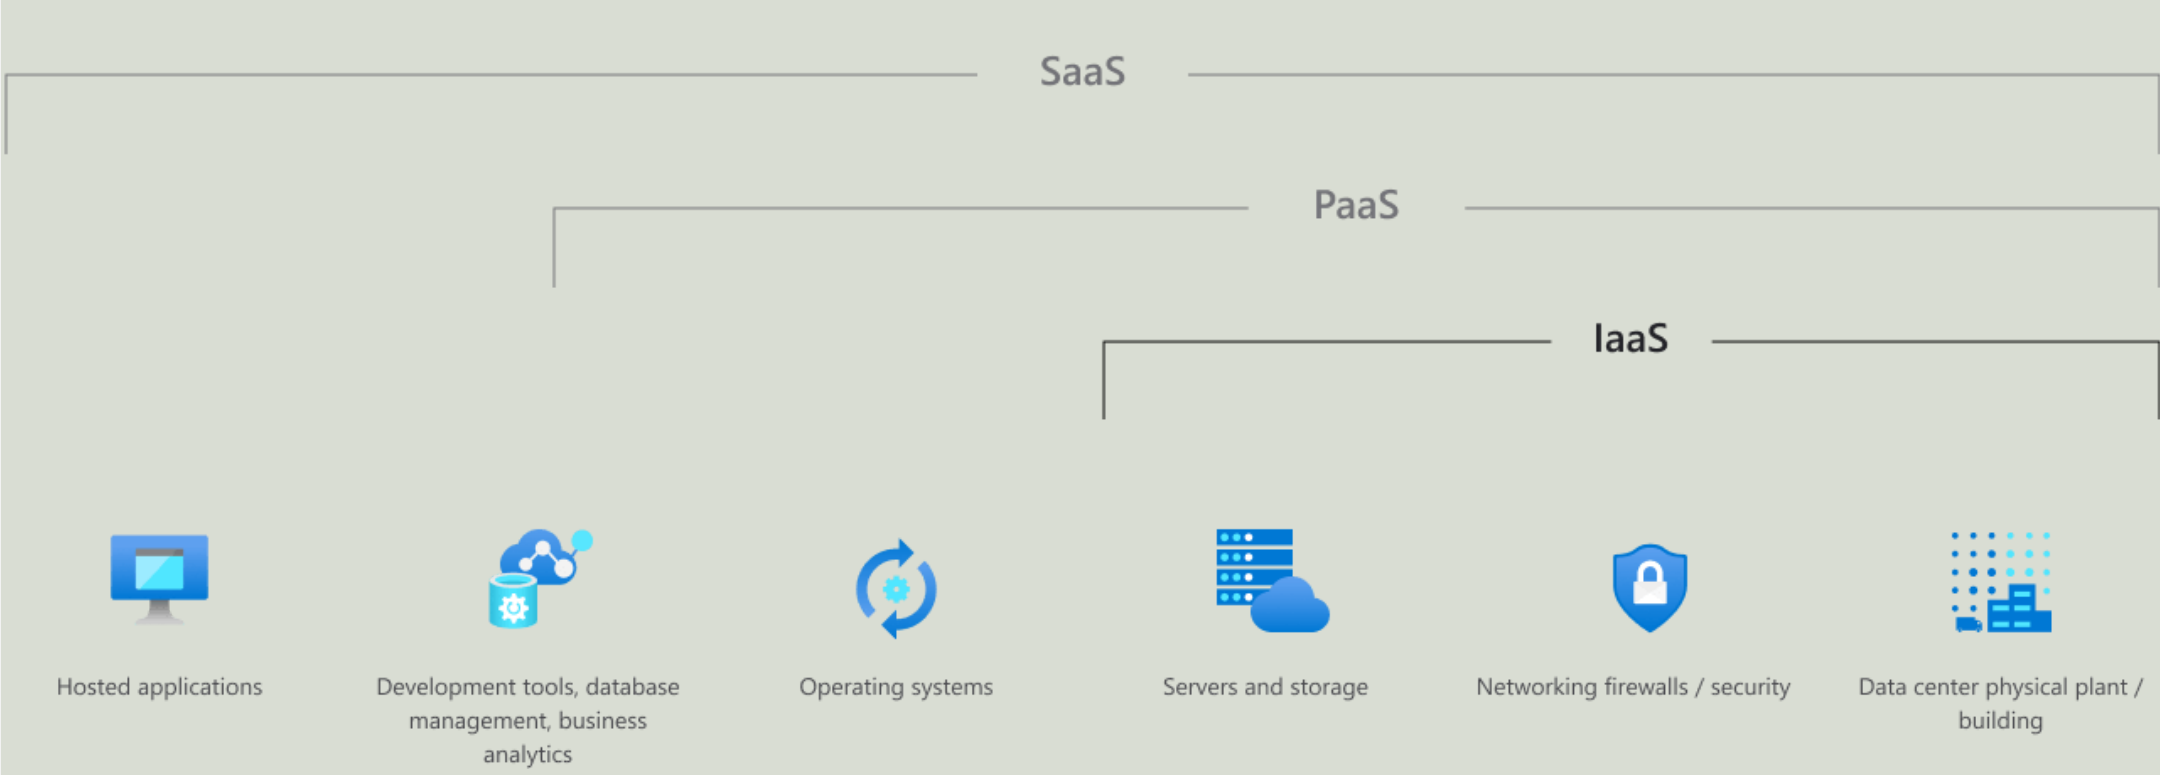 SaaS
PaaS
IaaS
Hosted applications
Development tools, database
management, business
analytics
Operating systems
Servers and storage
Networking firewalls / security
Data center physical plant /
building